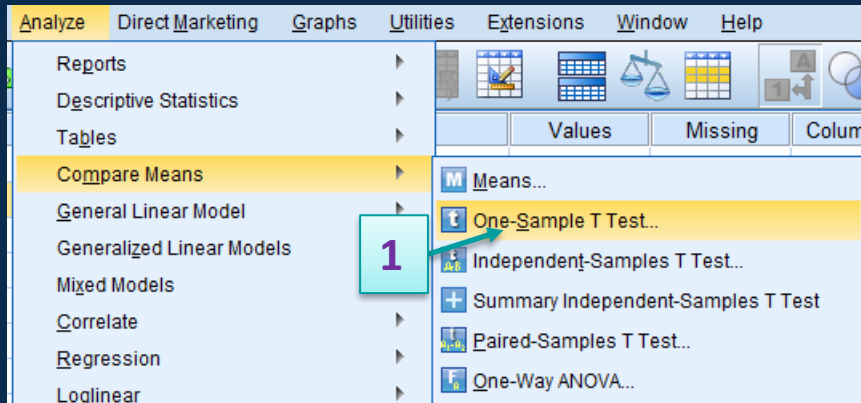 Analyze Direct Marketing Graphs Utilities Extensions Window Help
Reports
Descriptive Statistics
Tables
Values Missing
Compare Means
Means...
General Linear Model
One-Sample T Test...
1
Generalized Linear Models
Independent-Samples T Test...
Mixed Models
Summary Independent-Samples T Test
Correlate
Paired-Samples T Test...
Regression
One-Way ANOVA...
Loglinear